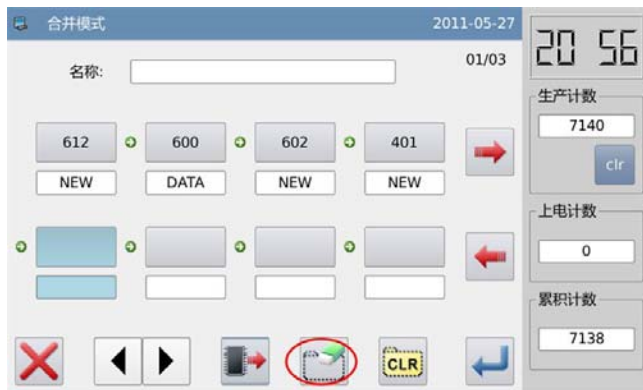 合并模式 2011-05-27
01/03
名称:
612 600 602 401
NEW DATA NEW NEW
CLR
20 56
生产计数
7140
clr
上电计数
0
累积计数
7138